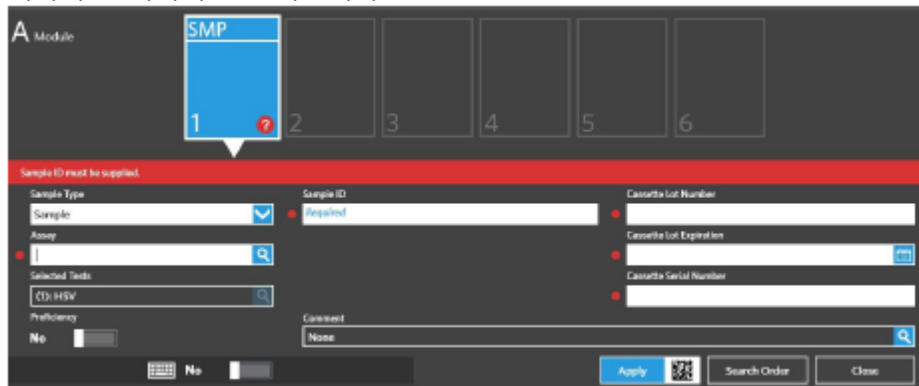 A Module
SMP
1 ? 2 3 4 5 6
Sample ID must be supplied.
Sample Type
Sample
Sample ID
Required
Cassette Lot Number
Assay
Cassette Lot Expiration
Selected Tests
(1): HSV
Cassette Serial Number
Proficiency
No
Comment
None
No
Apply
Search Order
Close